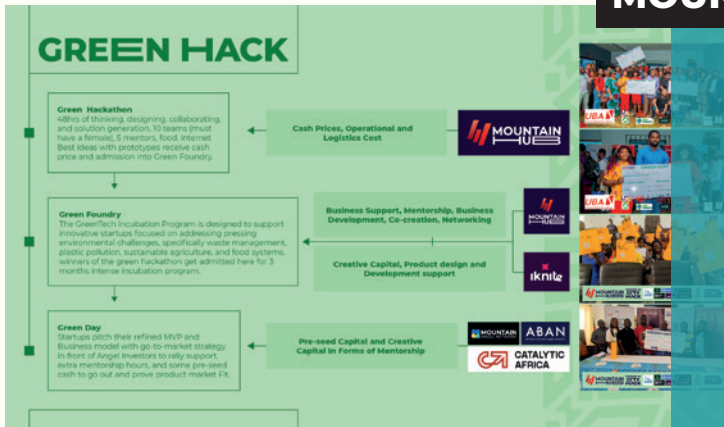 GREEN HACK
Green Hackathon
48hrs of thinking, designing, collaborating,
and solution generation, 10 teams (must
have a female), 5 mentors, food, internet
Best Ideas with prototypes receive cash
price and admission into Green Foundry.
Cash Prices, Operational and
Logistics Cost
MOUNTAIN
HUB
Green Foundry
The GreenTech Incubation Program is designed to support
innovative startups focused on addressing pressing
environmental challenges, specifically waste management,
plastic pollution, sustainable agriculture, and food systems.
winners of the green hackathon get admitted here for 3
months intense incubation program.
Business Support, Mentorship, Business
Development, Co-creation, Networking
MOUNTAIN
HUB
Creative Capital, Product design and
Development support
iknite
Green Day
Startups pitch their refined MVP and
Business model with go-to-market strategy
in front of Angel Investors to rally support,
extra mentorship hours, and some pre-seed
cash to go out and prove product market Fit.
Pre-seed Capital and Creative
Capital in Forms of Mentorship
MOUNTAIN
ABAN
CATALYTIC
AFRICA
UBA
UBA